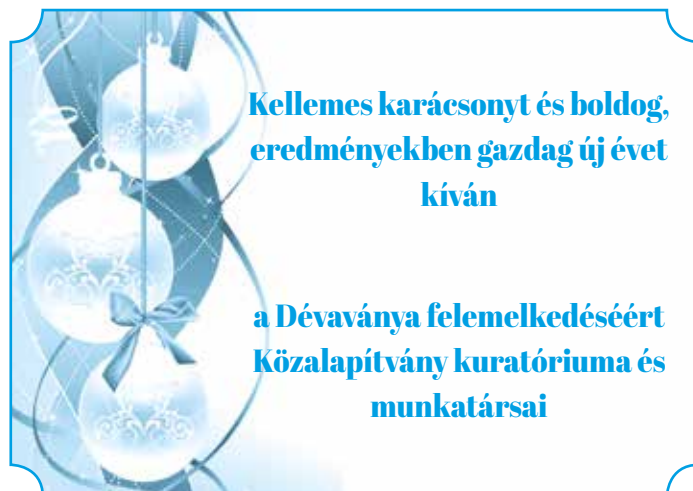 Kellemes karácsonyt és boldog,
eredményekben gazdag új évet
kíván
a Dévaványa felemelkedéséért
Közalapítvány kuratóriuma és
munkatársai